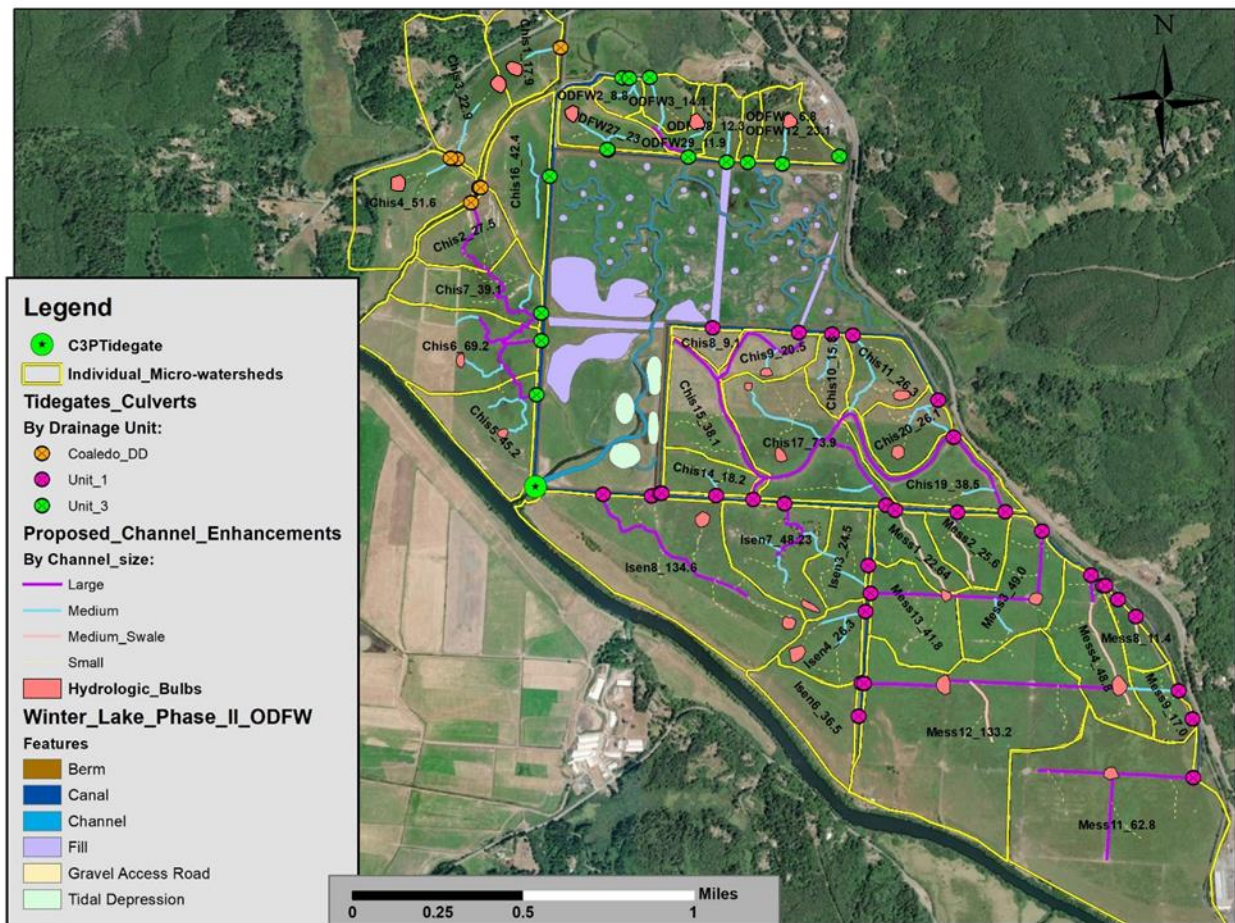 N
Chis1_17.9
Chis3_22.9
ODFW2_8.8
ODFW3_14.1
ODFW12_23.1
ODFW29_11.9
Chis16_42.4
Chis4_51.6
Chis2_27.5
Chis7_39.1
Chis6_69.2
Chis5_45.2
Chis8_9.1
Chis9_20.5
Chis11_26.3
Chis15_38.1
Chis17_73.9
Chis20_26.1
Chis14_18.2
Chis19_38.5
Isen8_134.6
Isen7_48.23
Isen3_24.5
Mess1_22.64
Mess2_25.6
Mess3_49.0
Mess13_41.8
Isen4_26.3
Isen6_36.5
Mess4_48.8
Mess8_11.4
Mess9_17.0
Mess12_133.2
Mess11_62.8
Legend
C3PTidegate
Individual_Micro-watersheds
Tidegates_Culverts
By Drainage Unit:
Coaledo_DD
Unit_1
Unit_3
Proposed_Channel_Enhancements
By Channel_size:
Large
Medium
Medium_Swale
Small
Hydrologic_Bulbs
Winter_Lake_Phase_II_ODFW
Features
Berm
Canal
Channel
Fill
Gravel Access Road
Tidal Depression
Miles
0 0.25 0.5 1